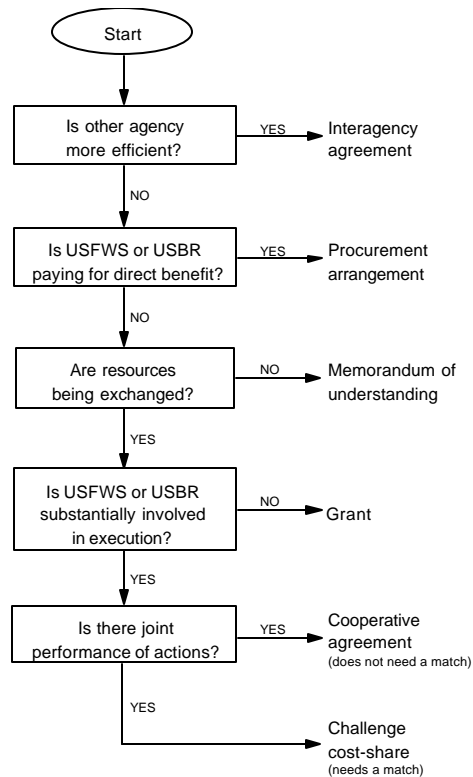 Start
Is other agency
more efficient?
YES
Interagency
agreement
NO
Is USFWS or USBR
paying for direct benefit?
YES
Procurement
arrangement
NO
Are resources
being exchanged?
NO
Memorandum of
understanding
YES
Is USFWS or USBR
substantially involved
in execution?
NO
Grant
YES
Is there joint
performance of actions?
YES
Cooperative
agreement
(does not need a match)
YES
Challenge
cost-share
(needs a match)